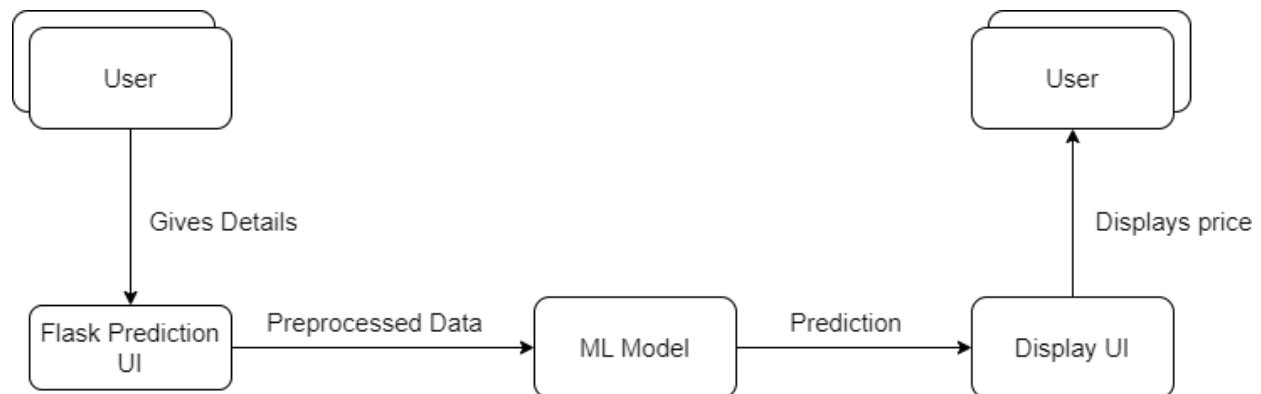 User
User
Gives Details
Displays price
Flask Prediction
UI
Preprocessed Data
ML Model
Prediction
Display UI